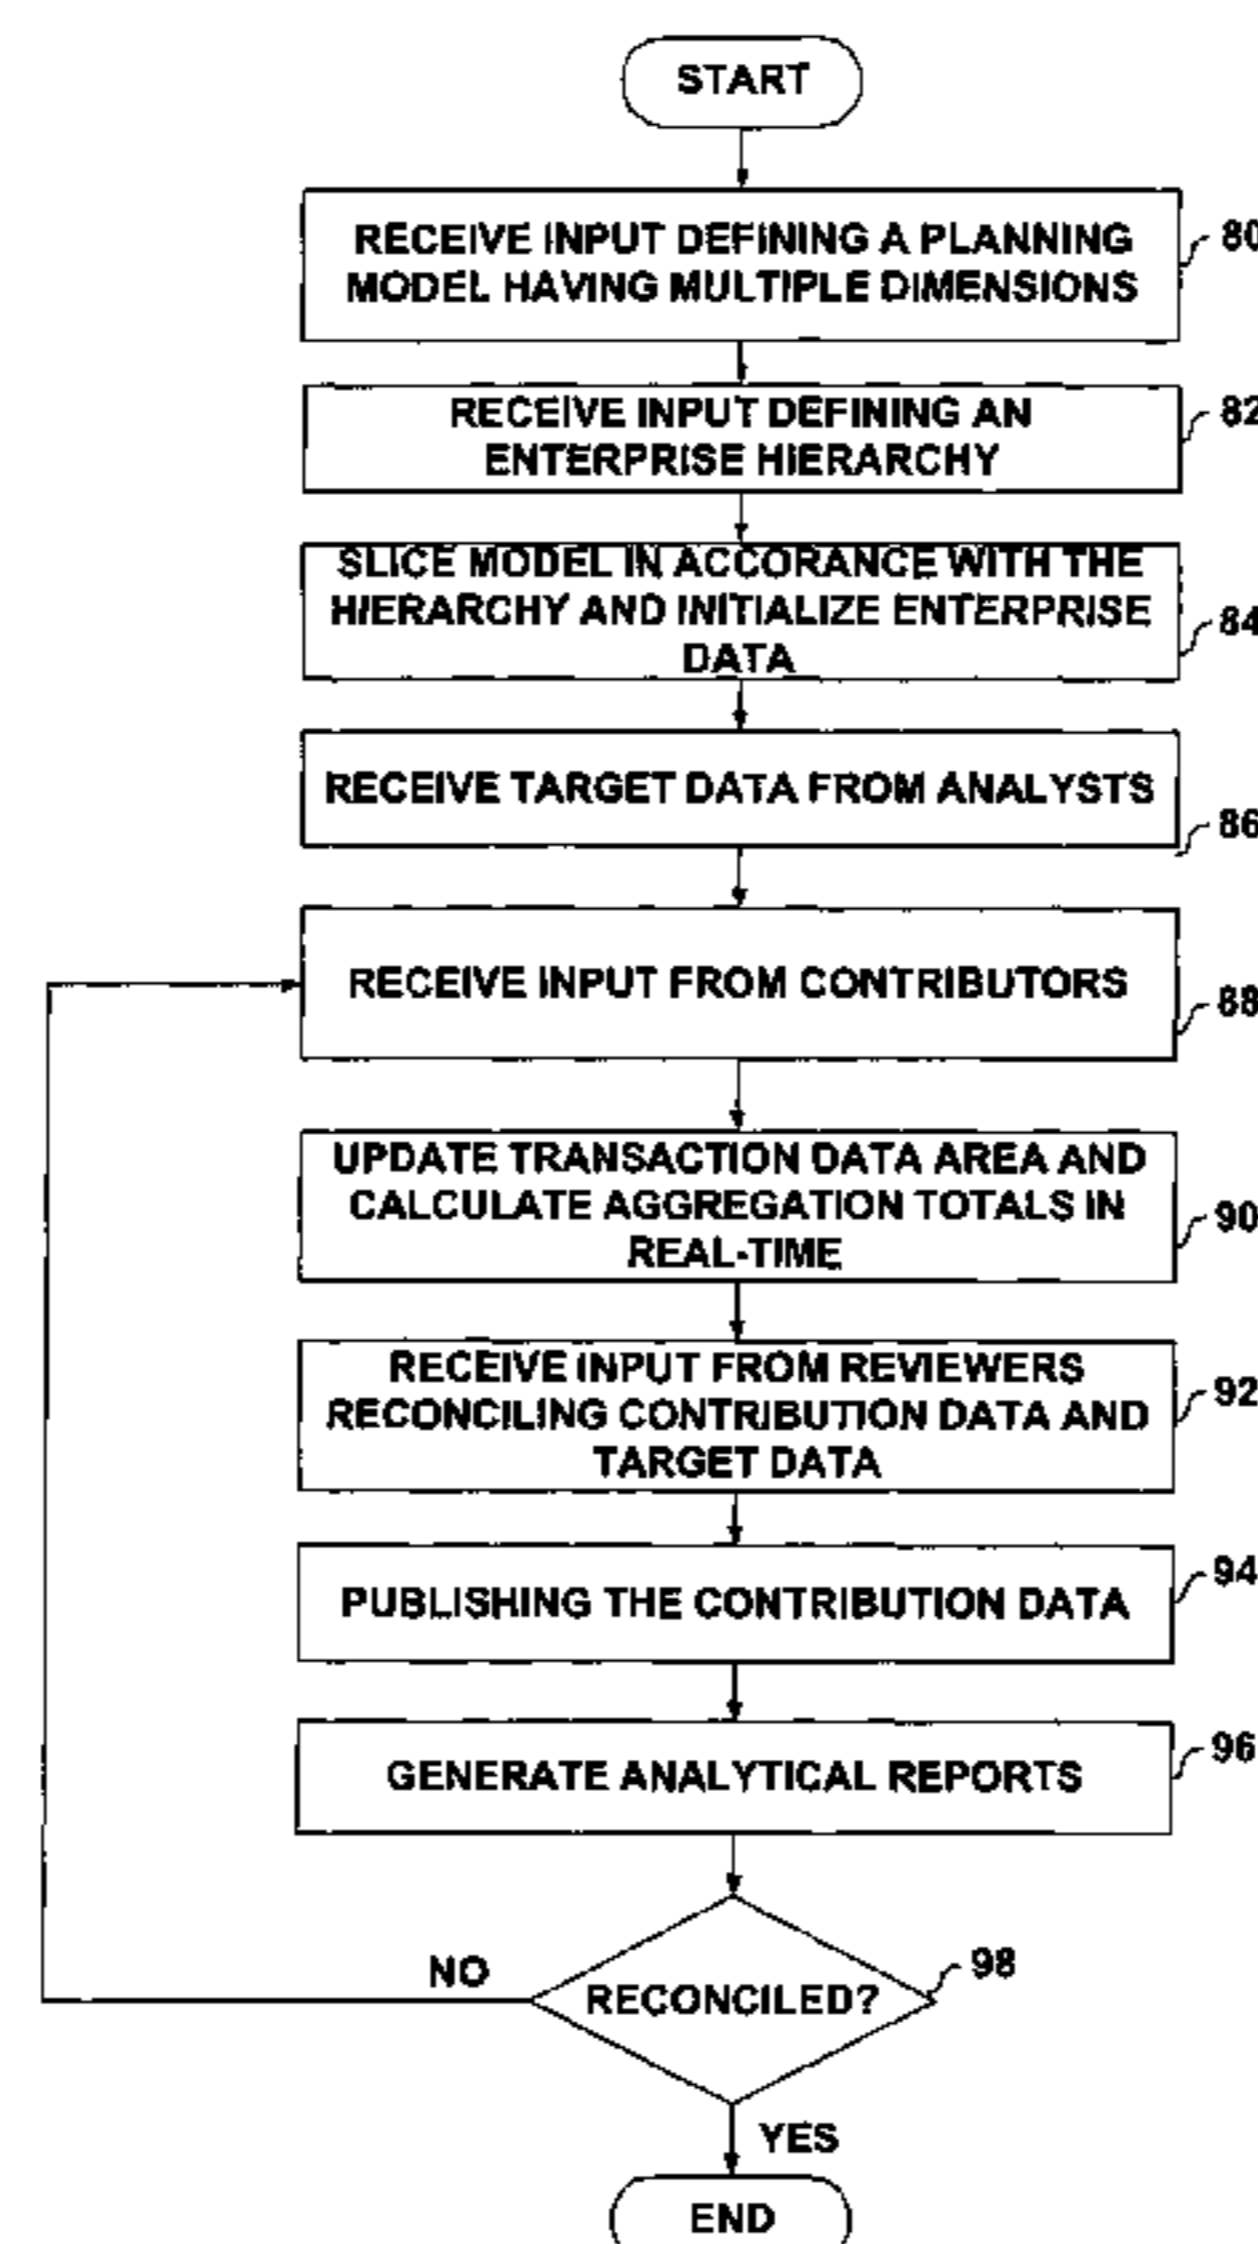 START
RECEIVE INPUT DEFINING A PLANNING
MODEL HAVING MULTIPLE DIMENSIONS
80
RECEIVE INPUT DEFINING AN
ENTERPRISE HIERARCHY
82
SLICE MODEL IN ACCORANCE WITH THE
HIERARCHY AND INITIALIZE ENTERPRISE
DATA
84
RECEIVE TARGET DATA FROM ANALYSTS
86
RECEIVE INPUT FROM CONTRIBUTORS
88
UPDATE TRANSACTION DATA AREA AND
CALCULATE AGGREGATION TOTALS IN
REAL-TIME
90
RECEIVE INPUT FROM REVIEWERS
RECONCILING CONTRIBUTION DATA AND
TARGET DATA
92
PUBLISHING THE CONTRIBUTION DATA
94
GENERATE ANALYTICAL REPORTS
96
RECONCILED?
98
NO
YES
END